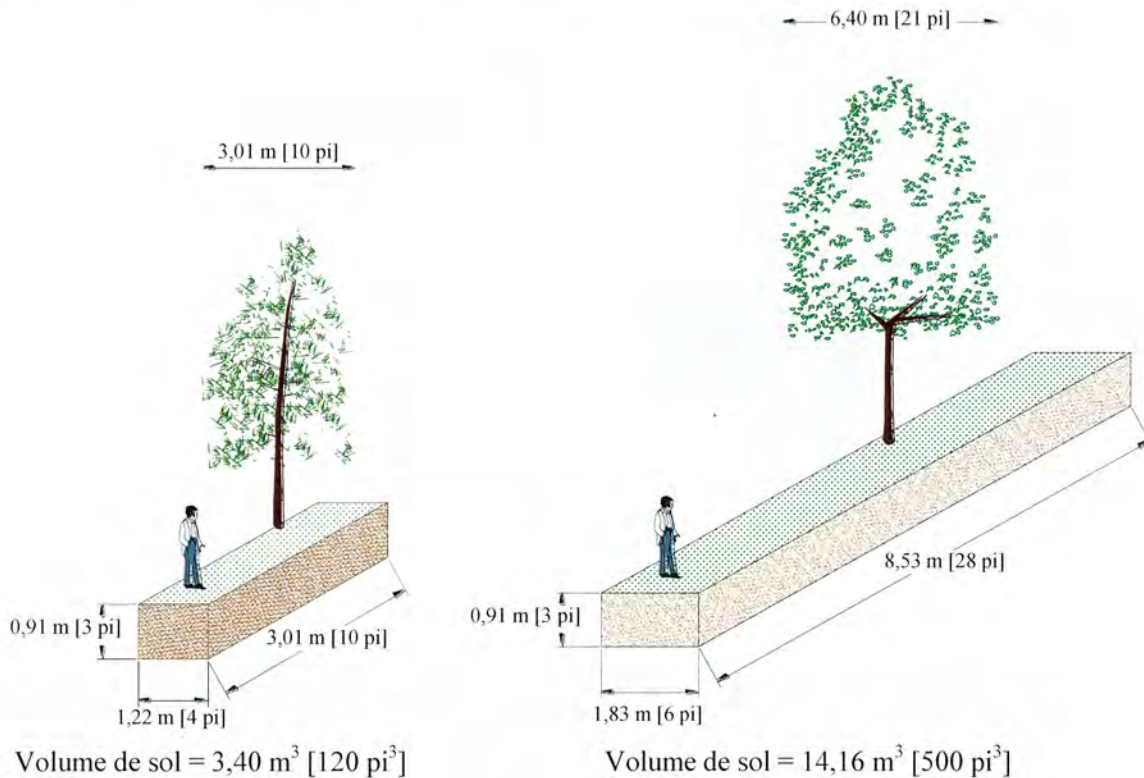 6,40 m [21 pi]
3,01 m [10 pi]
0,91 m [3 pi]
3,01 m [10 pi]
1,22 m [4 pi]
Volume de sol = 3,40 m³ [120 pi³]
8,53 m [28 pi]
0,91 m [3 pi]
1,83 m [6 pi]
Volume de sol = 14,16 m³ [500 pi³]